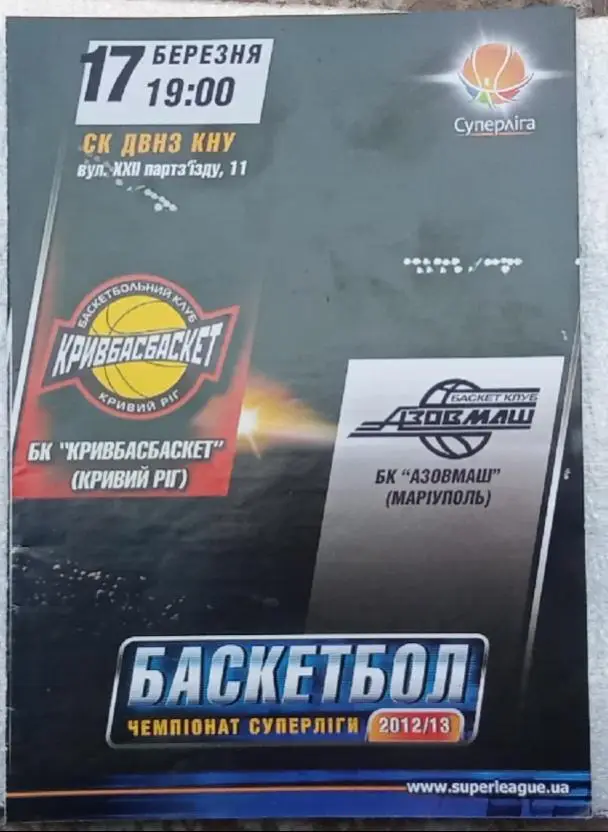 17 БЕРЕЗНЯ
19:00
СК ДВНЗ КНУ
вул. XXII партз'їзду, 11
Суперліга
БАСКЕТБОЛЬНИЙ КЛУБ
КРИВБАСБАСКЕТ
КРИВИЙ РІГ
БК "КРИВБАСБАСКЕТ"
(КРИВИЙ РІГ)
БАСКЕТ КЛУБ
АЗОВМАШ
БК "АЗОВМАШ"
(МАРІУПОЛЬ)
БАСКЕТБОЛ
ЧЕМПІОНАТ СУПЕРЛІГИ 2012/13
www.superleague.ua